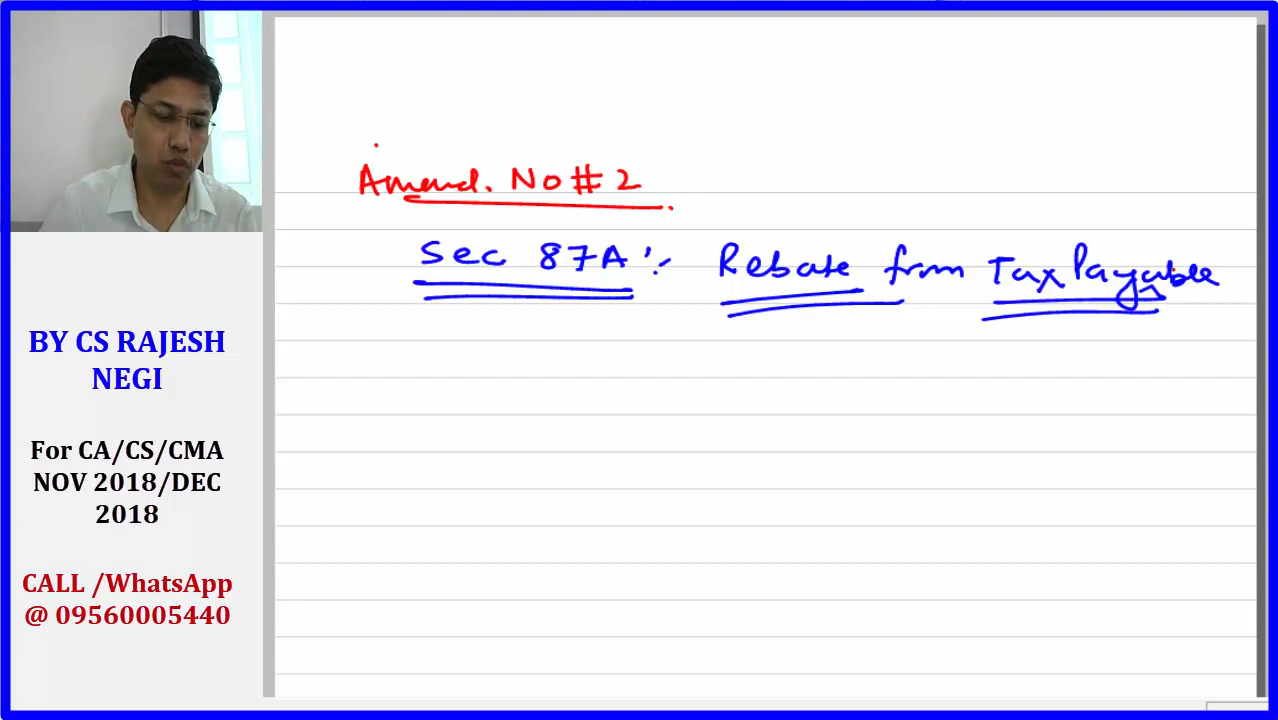 Amend. No # 2
Sec 87A :- Rebate from Tax Payable
BY CS RAJESH
NEGI
For CA/CS/CMA
NOV 2018/DEC
2018
CALL /WhatsApp
@ 09560005440